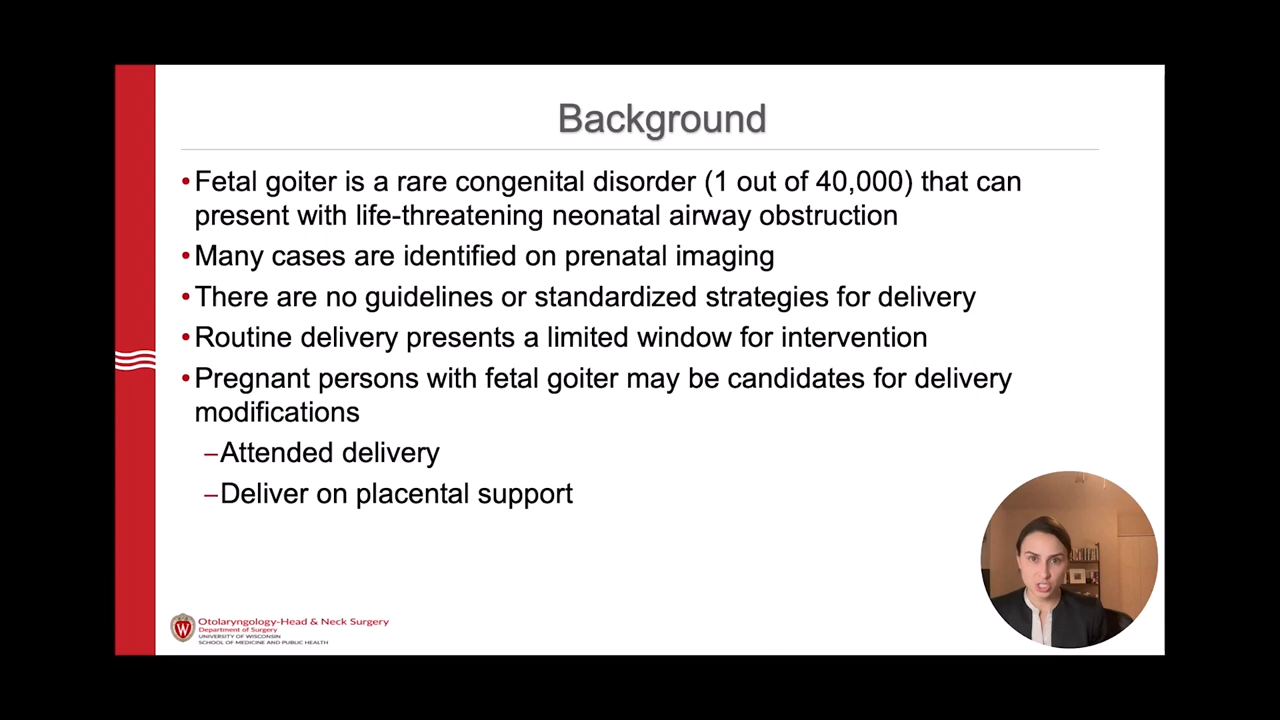 Background
•Fetal goiter is a rare congenital disorder (1 out of 40,000) that can
present with life-threatening neonatal airway obstruction
•Many cases are identified on prenatal imaging
•There are no guidelines or standardized strategies for delivery
•Routine delivery presents a limited window for intervention
•Pregnant persons with fetal goiter may be candidates for delivery
modifications
–Attended delivery
–Deliver on placental support
W
Otolaryngology-Head & Neck Surgery
Department of Surgery
UNIVERSITY OF WISCONSIN
SCHOOL OF MEDICINE AND PUBLIC HEALTH